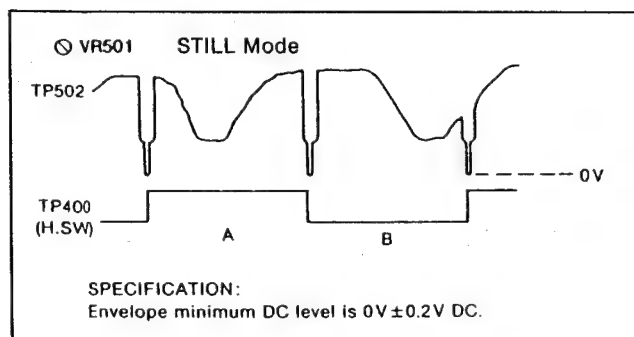 ⃠ VR501 STILL Mode
TP502
0V
TP400
(H.SW)
A
B
SPECIFICATION:
Envelope minimum DC level is 0V ±0.2V DC.